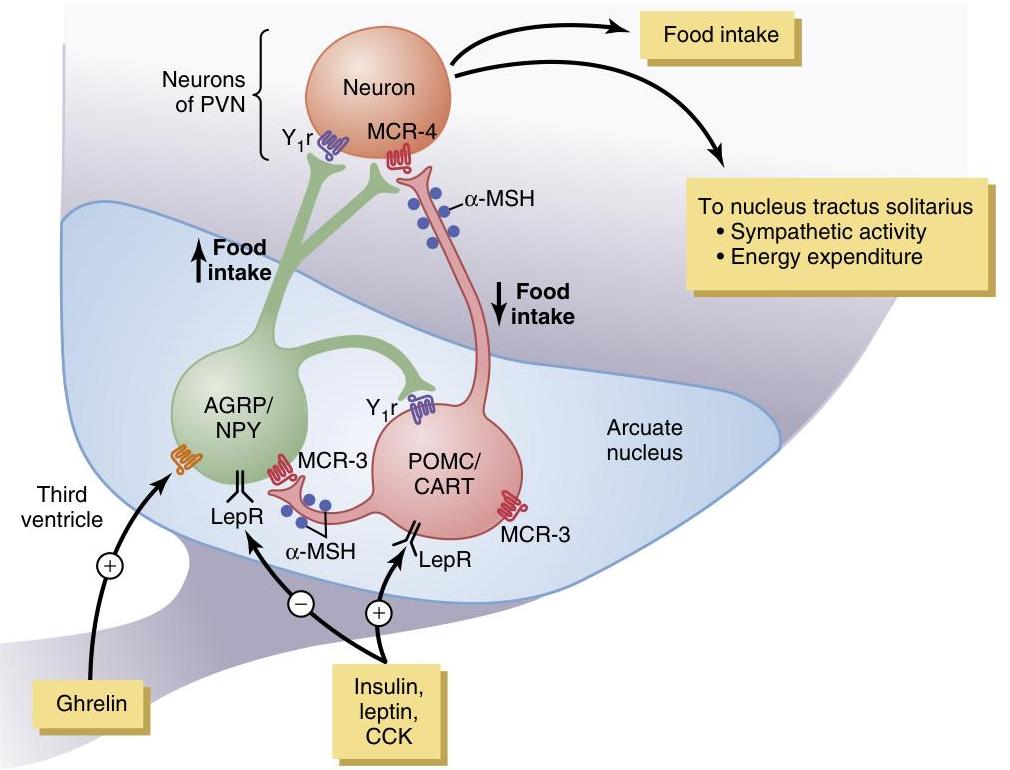 Food intake
Neurons
of PVN
Neuron
Y1r
MCR-4
α-MSH
To nucleus tractus solitarius
• Sympathetic activity
• Energy expenditure
Food
intake
Food
intake
AGRP/
NPY
Y1r
Arcuate
nucleus
MCR-3
POMC/
CART
Third
ventricle
LepR
MCR-3
α-MSH
LepR
+
−
+
Ghrelin
Insulin,
leptin,
CCK